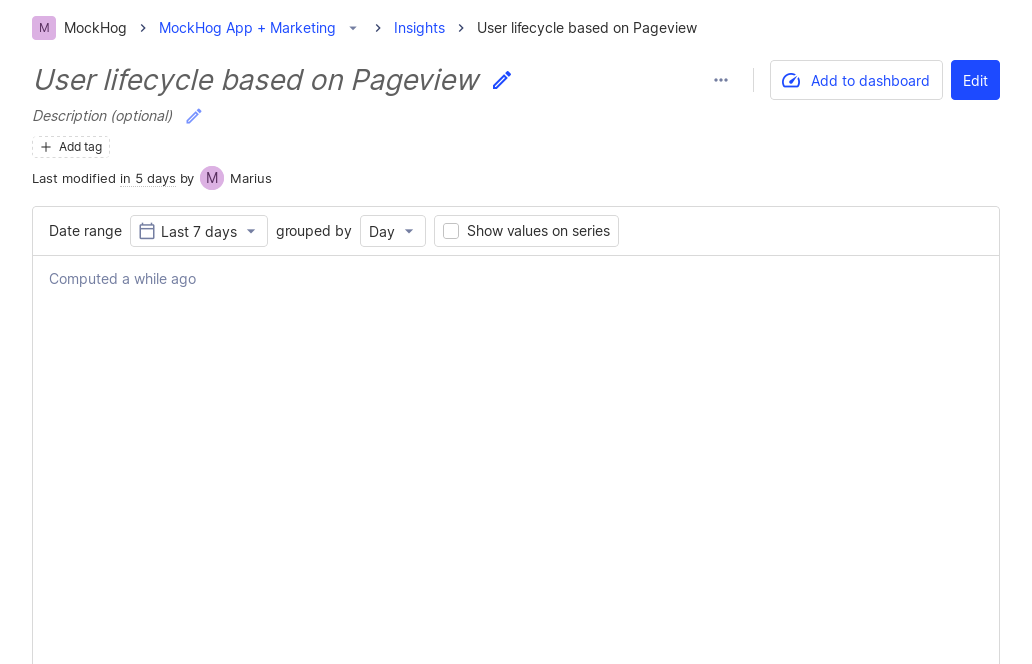 M MockHog MockHog App + Marketing Insights User lifecycle based on Pageview
User lifecycle based on Pageview
Add to dashboard Edit
Description (optional)
Add tag
Last modified in 5 days by M Marius
Date range Last 7 days grouped by Day Show values on series
Computed a while ago